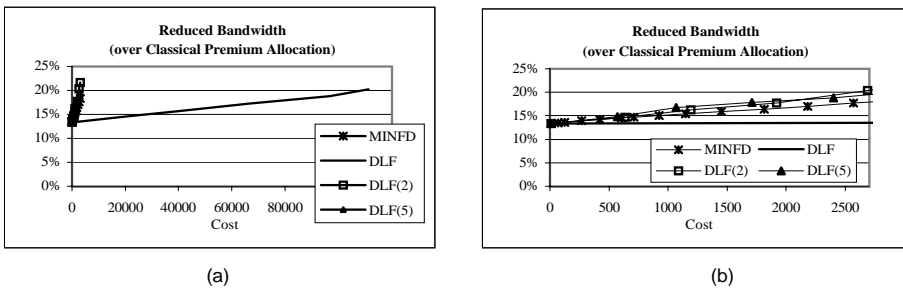 Reduced Bandwidth
(over Classical Premium Allocation)
25%
20%
15%
10%
5%
0%
0 20000 40000 60000 80000
Cost
MINFD
DLF
DLF(2)
DLF(5)
(a)
Reduced Bandwidth
(over Classical Premium Allocation)
25%
20%
15%
10%
5%
0%
0 500 1000 1500 2000 2500
Cost
MINFD DLF
DLF(2) DLF(5)
(b)